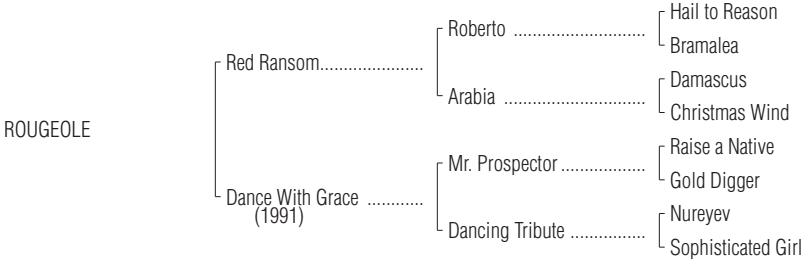 Hail to Reason
Roberto ............................
Bramalea
Red Ransom......................
Damascus
Arabia ..............................
Christmas Wind
ROUGEOLE
Raise a Native
Mr. Prospector ..................
Gold Digger
Dance With Grace ............
(1991)
Nureyev
Dancing Tribute ................
Sophisticated Girl